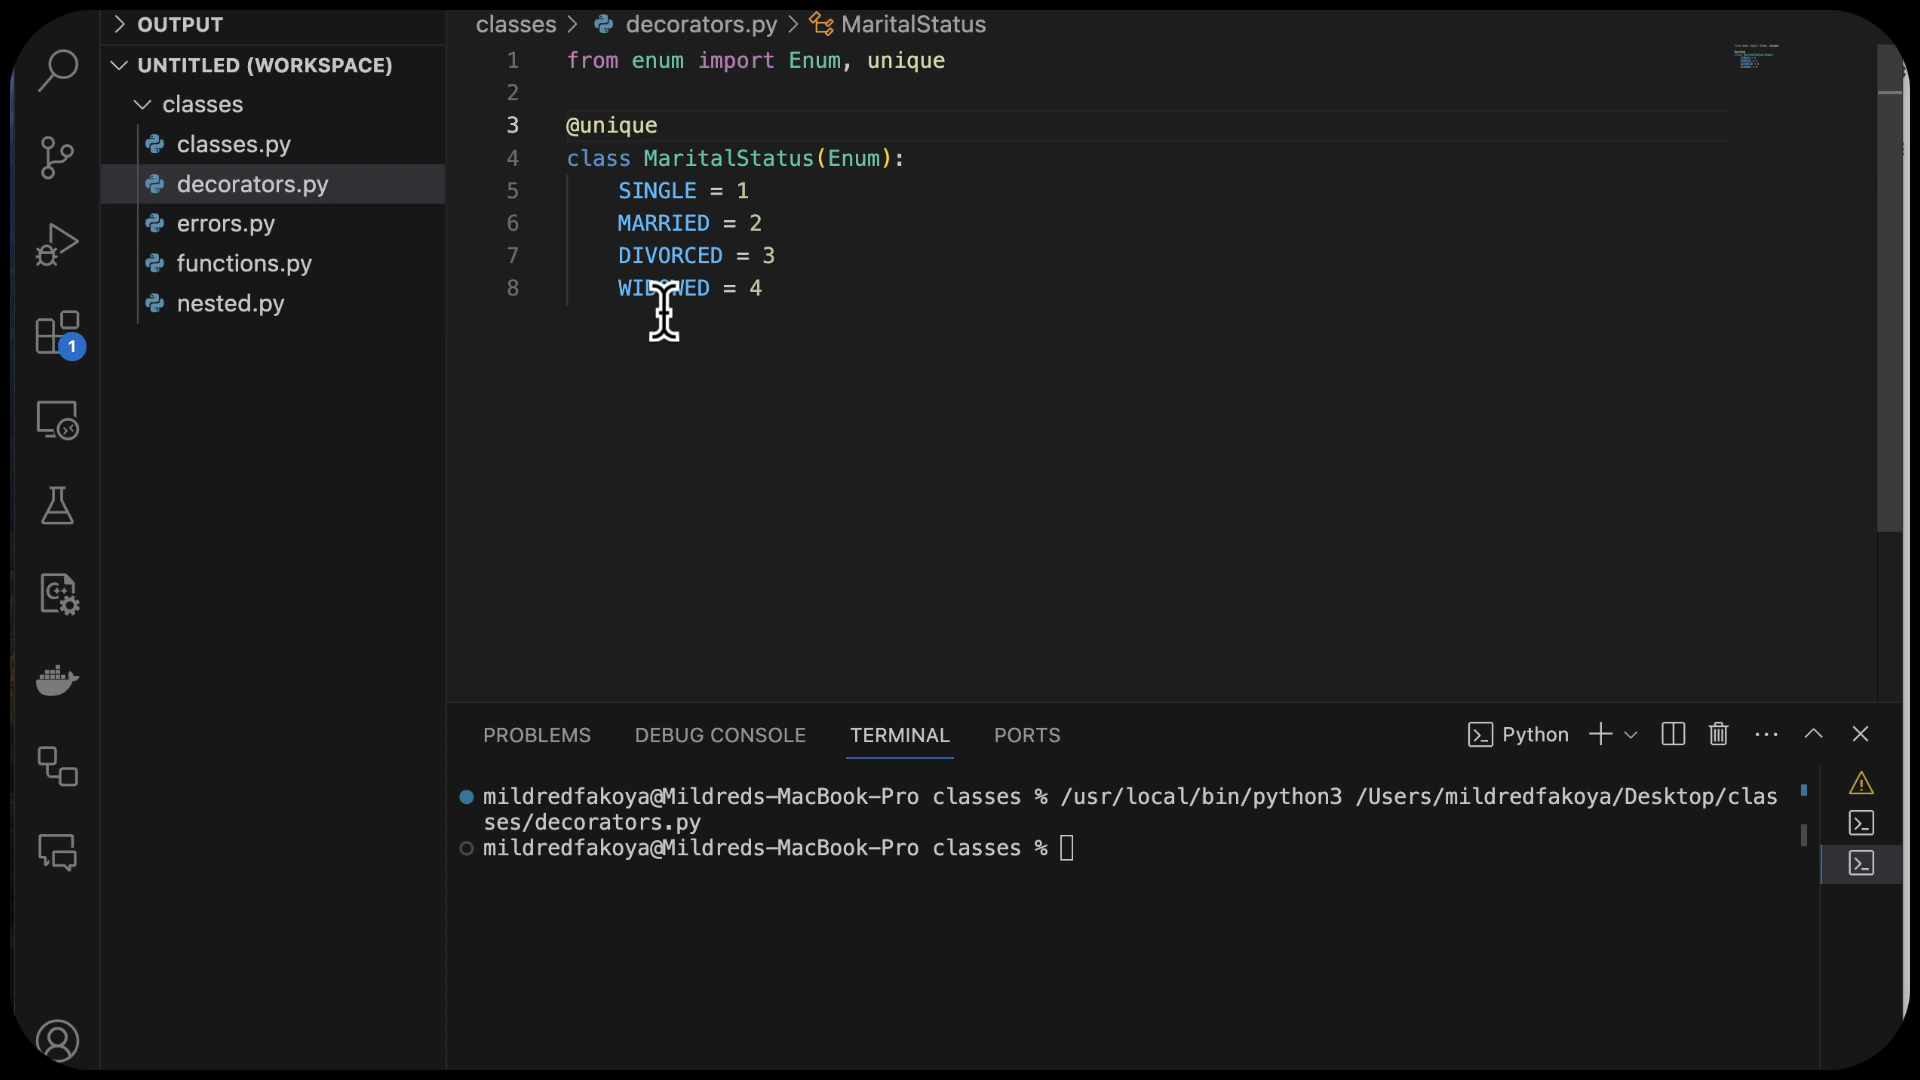 OUTPUT
UNTITLED (WORKSPACE)
classes
classes.py
decorators.py
errors.py
functions.py
nested.py
1
classes > decorators.py > MaritalStatus
1 from enum import Enum, unique
2
3 @unique
4 class MaritalStatus(Enum):
5 SINGLE = 1
6 MARRIED = 2
7 DIVORCED = 3
8 WIDOWED = 4
PROBLEMS DEBUG CONSOLE TERMINAL PORTS Python
mildredfakoya@Mildreds-MacBook-Pro classes % /usr/local/bin/python3 /Users/mildredfakoya/Desktop/clas
ses/decorators.py
mildredfakoya@Mildreds-MacBook-Pro classes %